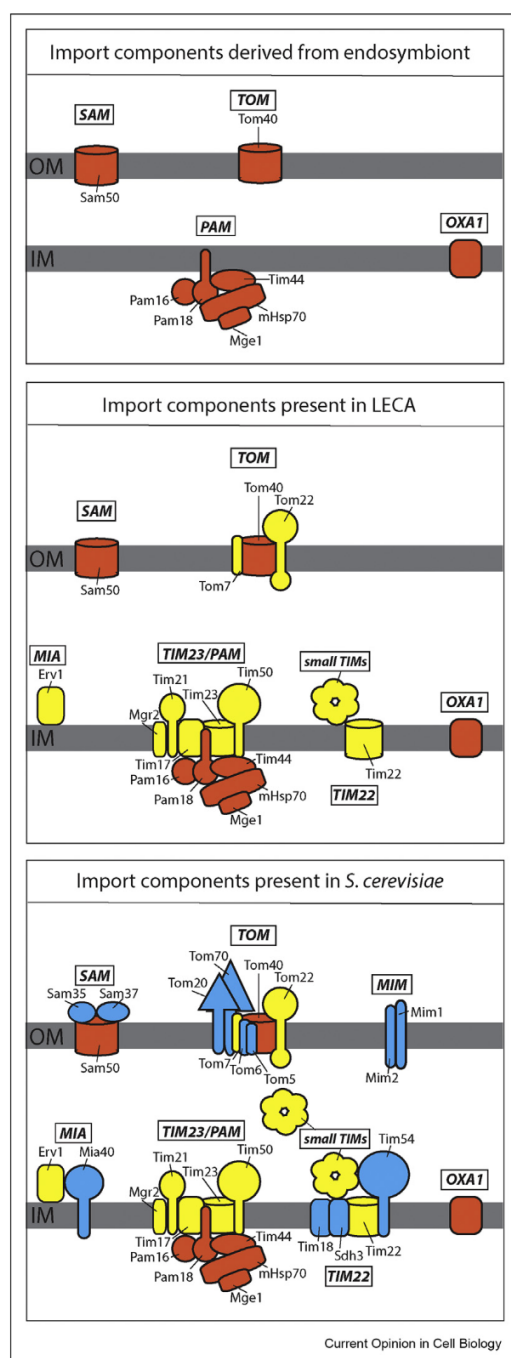 Import components derived from endosymbiont
SAM
TOM
Tom40
OM
Sam50
PAM
OXA1
IM
Tim44
Pam16
Pam18
mHsp70
Mge1
Import components present in LECA
TOM
Tom40
Tom22
SAM
OM
Tom7
Sam50
MIA
Erv1
TIM23/PAM
small TIMs
Tim50
Tim21
Tim23
Mgr2
OXA1
IM
Tim17
Pam16
Tim44
Tim22
Pam18
mHsp70
TIM22
Mge1
Import components present in S. cerevisiae
TOM
Tom70
Tom20
Tom40
Tom22
SAM
Sam35
Sam37
MIM
Mim1
OM
Sam50
Tom7
Tom6
Tom5
Mim2
MIA
Erv1
Mia40
TIM23/PAM
small TIMs
Tim54
Tim50
Tim21
Tim23
Mgr2
OXA1
IM
Tim17
Pam16
Tim44
Tim18
Sdh3
Tim22
Pam18
mHsp70
TIM22
Mge1
Current Opinion in Cell Biology